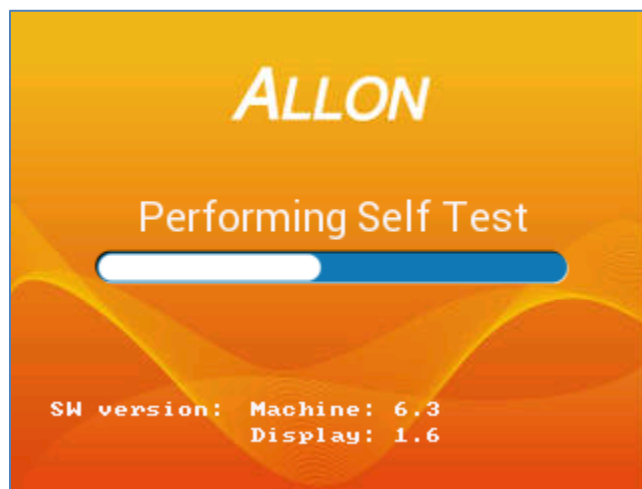 ALLON
Performing Self Test
SW version: Machine: 6.3
Display: 1.6